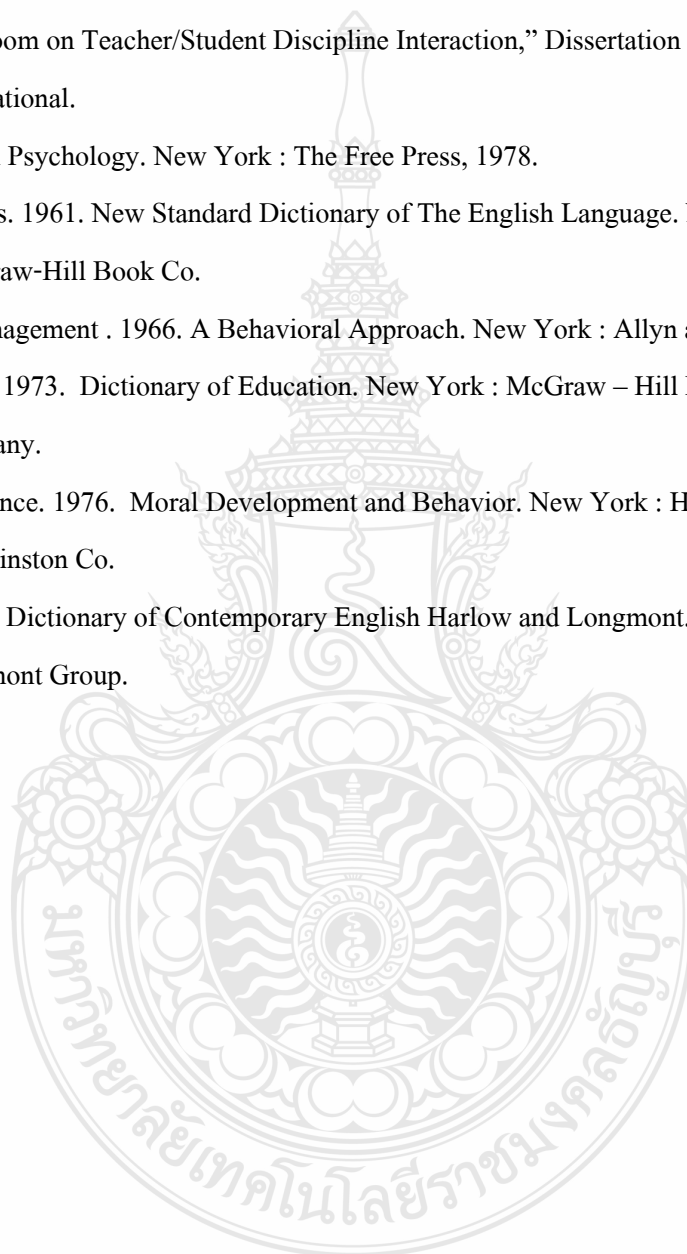 oom on Teacher/Student Discipline Interaction,” Dissertation
ational.
Psychology. New York : The Free Press, 1978.
s. 1961. New Standard Dictionary of The English Language.
raw-Hill Book Co.
nagement . 1966. A Behavioral Approach. New York : Allyn a
1973. Dictionary of Education. New York : McGraw – Hill
any.
nce. 1976. Moral Development and Behavior. New York : H
inston Co.
Dictionary of Contemporary English Harlow and Longmont.
mont Group.
มหาวิทยาลัยเทคโนโลยีราชมงคลธัญบุรี